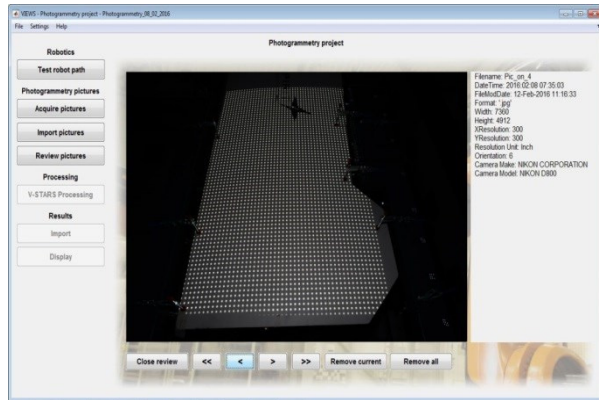 VIEWS - Photogrammetry project - Photogrammetry_08_02_2016
File Settings Help
Photogrammetry project
Robotics
Test robot path
Photogrammetry pictures
Acquire pictures
Import pictures
Review pictures
Processing
V-STARS Processing
Results
Import
Display
Filename: Pic_on_4
DateTime: 2016:02:08 07:35:03
FileModDate: 12-Feb-2016 11:16:33
Format: '.jpg'
Width: 7360
Height: 4912
XResolution: 300
YResolution: 300
Resolution Unit: Inch
Orientation: 6
Camera Make: NIKON CORPORATION
Camera Model: NIKON D800
Close review << < > >> Remove current Remove all